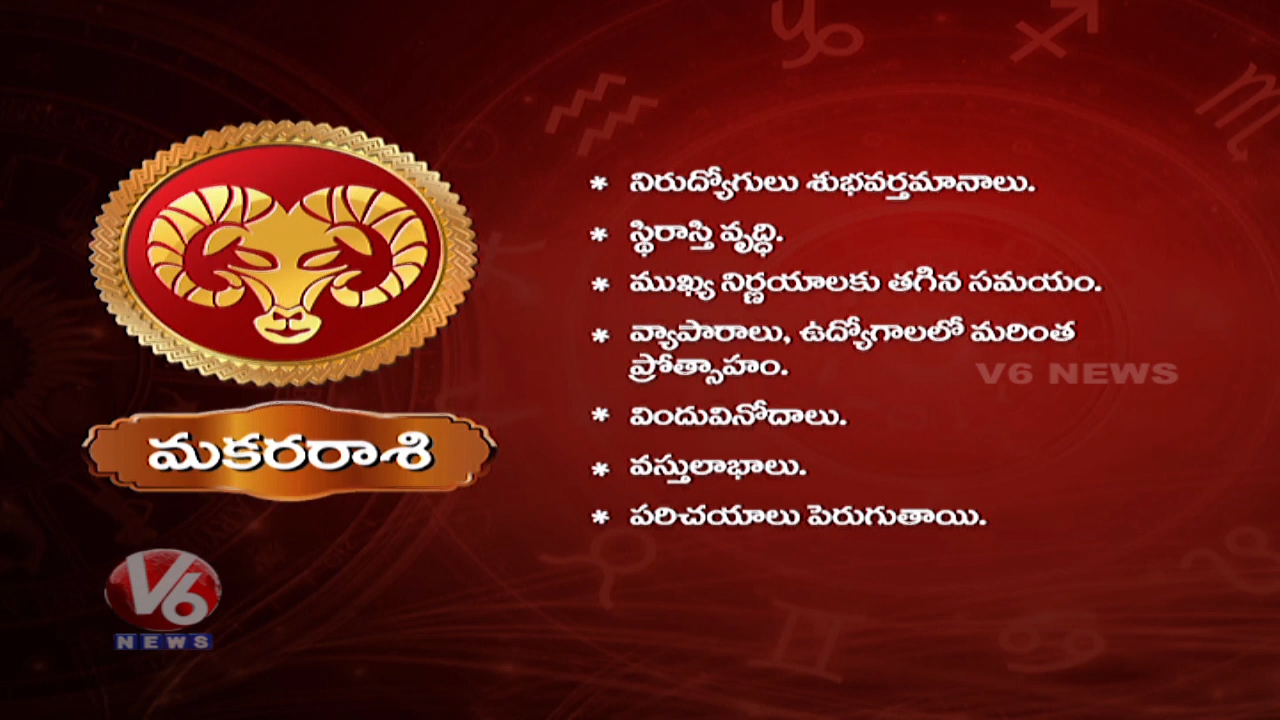 * నిరుద్యోగులు శుభవర్తమానాలు.
* స్థిరాస్తి వృద్ధి.
* ముఖ్య నిర్ణయాలకు తగిన సమయం.
* వ్యాపారాలు, ఉద్యోగాలలో మరింత
ప్రోత్సాహం.
V6 NEWS
* విందువినోదాలు.
* వస్తులాభాలు.
* పరిచయాలు పెరుగుతాయి.
మకరరాశి
V6
NEWS